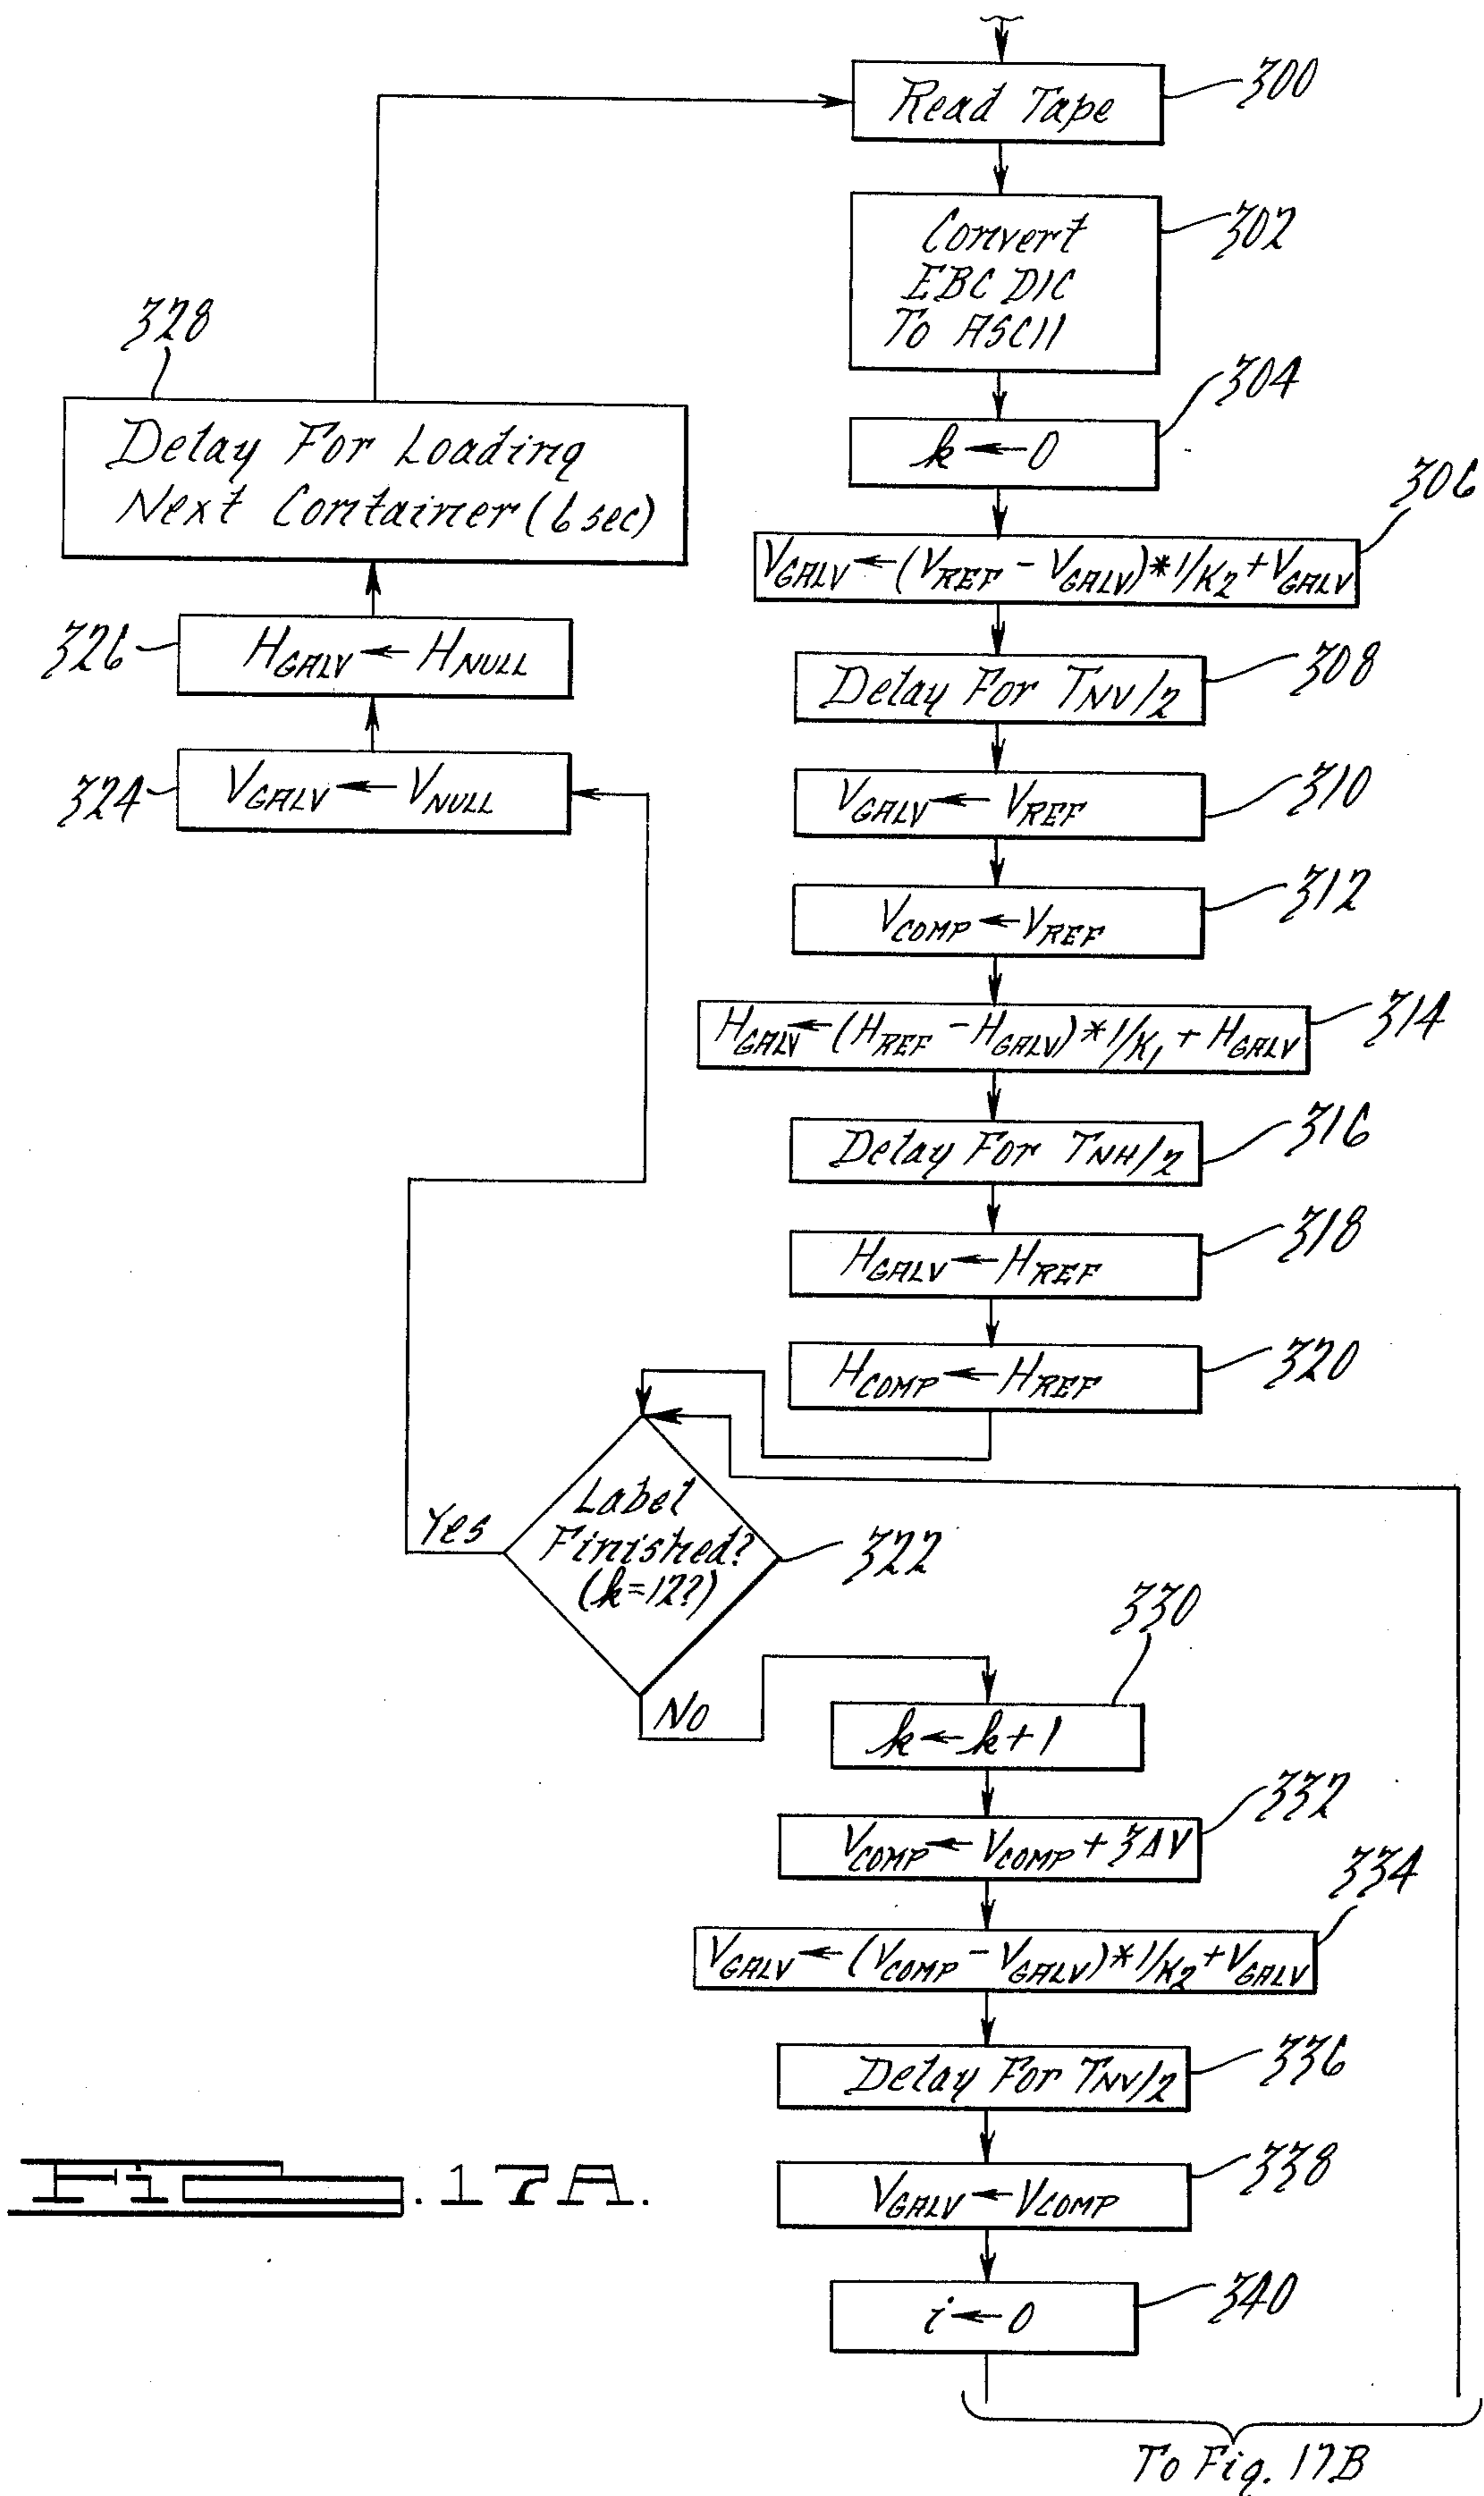 300
Read Tape
302
Convert
EBC DIC
To ASCII
304
k ← 0
306
V_GALV ← (V_REF - V_GALV) * 1/K2 + V_GALV
308
Delay For T_NV/2
310
V_GALV ← V_REF
312
V_COMP ← V_REF
314
H_GALV ← (H_REF - H_GALV) * 1/K1 + H_GALV
316
Delay For T_NH/2
318
H_GALV ← H_REF
320
H_COMP ← H_REF
322
Label
Finished?
(k=12?)
Yes
No
324
V_GALV ← V_NULL
326
H_GALV ← H_NULL
328
Delay For Loading
Next Container (6 sec)
330
k ← k+1
332
V_COMP ← V_COMP + 3ΔV
334
V_GALV ← (V_COMP - V_GALV) * 1/K2 + V_GALV
336
Delay For T_NV/2
338
V_GALV ← V_COMP
340
i ← 0
To Fig. 17B
Fig. 17A.